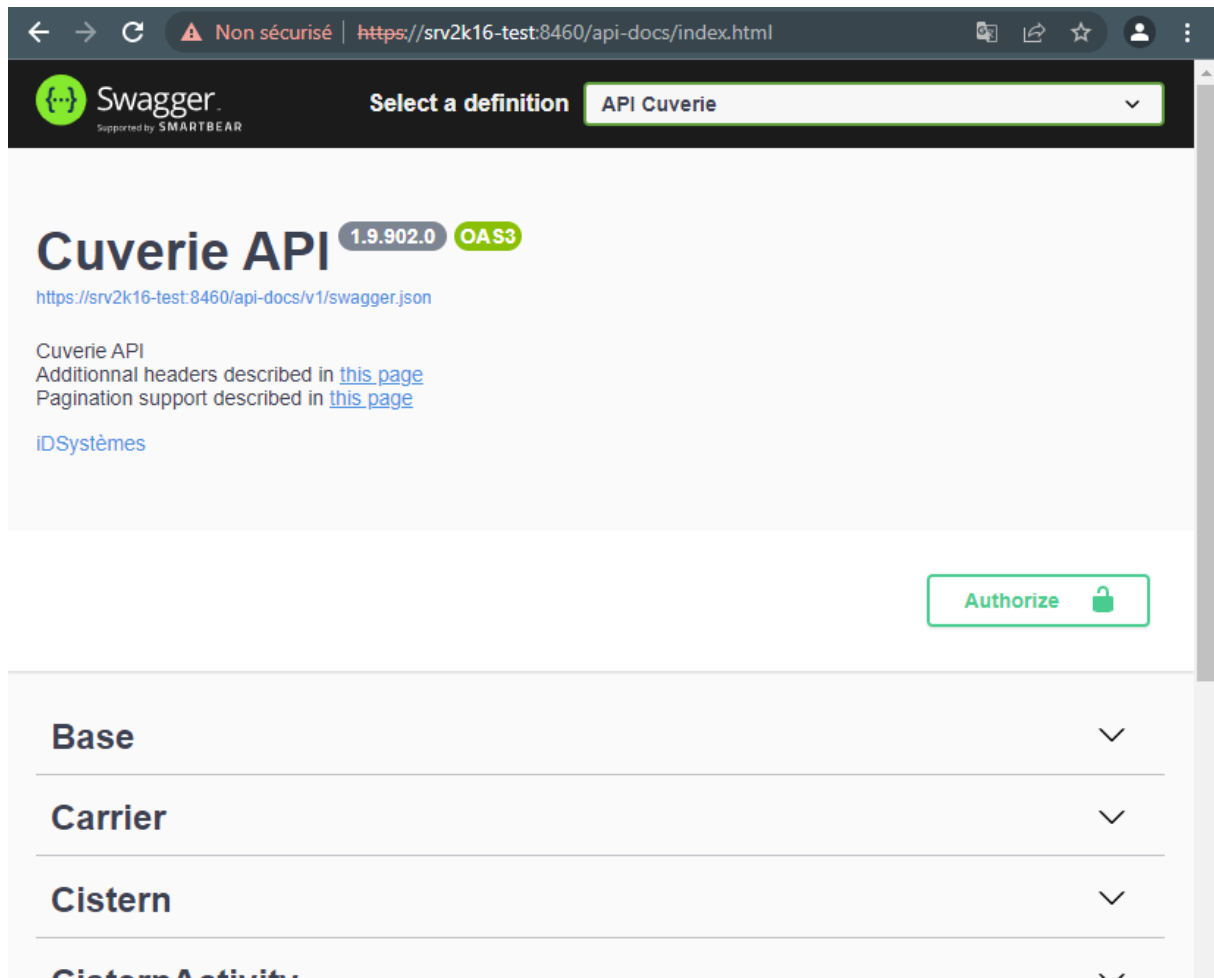 Non sécurisé | https://srv2k16-test:8460/api-docs/index.html
Swagger.
Supported by SMARTBEAR
Select a definition
API Cuverie
Cuverie API 1.9.902.0 OAS3
https://srv2k16-test:8460/api-docs/v1/swagger.json
Cuverie API
Additionnal headers described in this page
Pagination support described in this page
iDSystèmes
Authorize
Base
Carrier
Cistern
CisternActivity